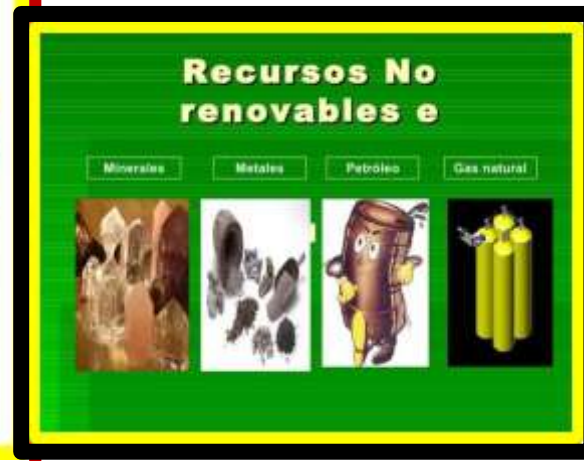 Recursos No
renovables e
Minerales Metales Petróleo Gas natural